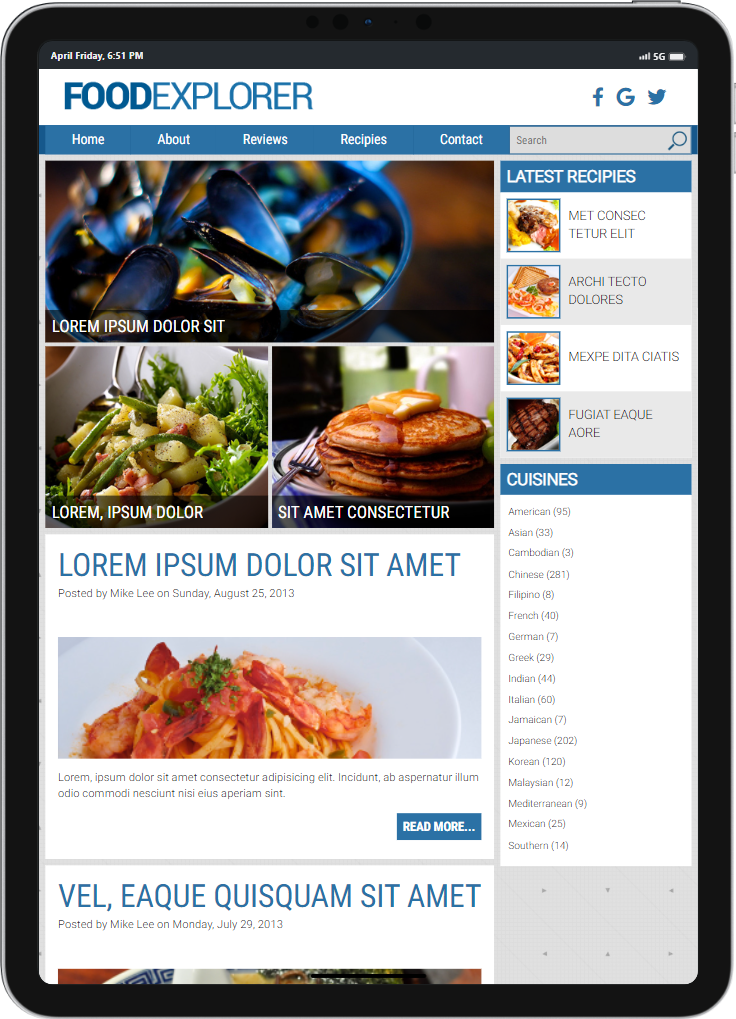 April Friday, 6:51 PM
5G
FOODEXPLORER
Home About Reviews Recipies Contact Search
LOREM IPSUM DOLOR SIT
LOREM, IPSUM DOLOR
SIT AMET CONSECTETUR
LOREM IPSUM DOLOR SIT AMET
Posted by Mike Lee on Sunday, August 25, 2013
Lorem, ipsum dolor sit amet consectetur adipisicing elit. Incidunt, ab aspernatur illum
odio commodi nesciunt nisi eius aperiam sint.
READ MORE...
VEL, EAQUE QUISQUAM SIT AMET
Posted by Mike Lee on Monday, July 29, 2013
LATEST RECIPIES
MET CONSEC
TETUR ELIT
ARCHI TECTO
DOLORES
MEXPE DITA CIATIS
FUGIAT EAQUE
AORE
CUISINES
American (95)
Asian (33)
Cambodian (3)
Chinese (281)
Filipino (8)
French (40)
German (7)
Greek (29)
Indian (44)
Italian (60)
Jamaican (7)
Japanese (202)
Korean (120)
Malaysian (12)
Mediterranean (9)
Mexican (25)
Southern (14)